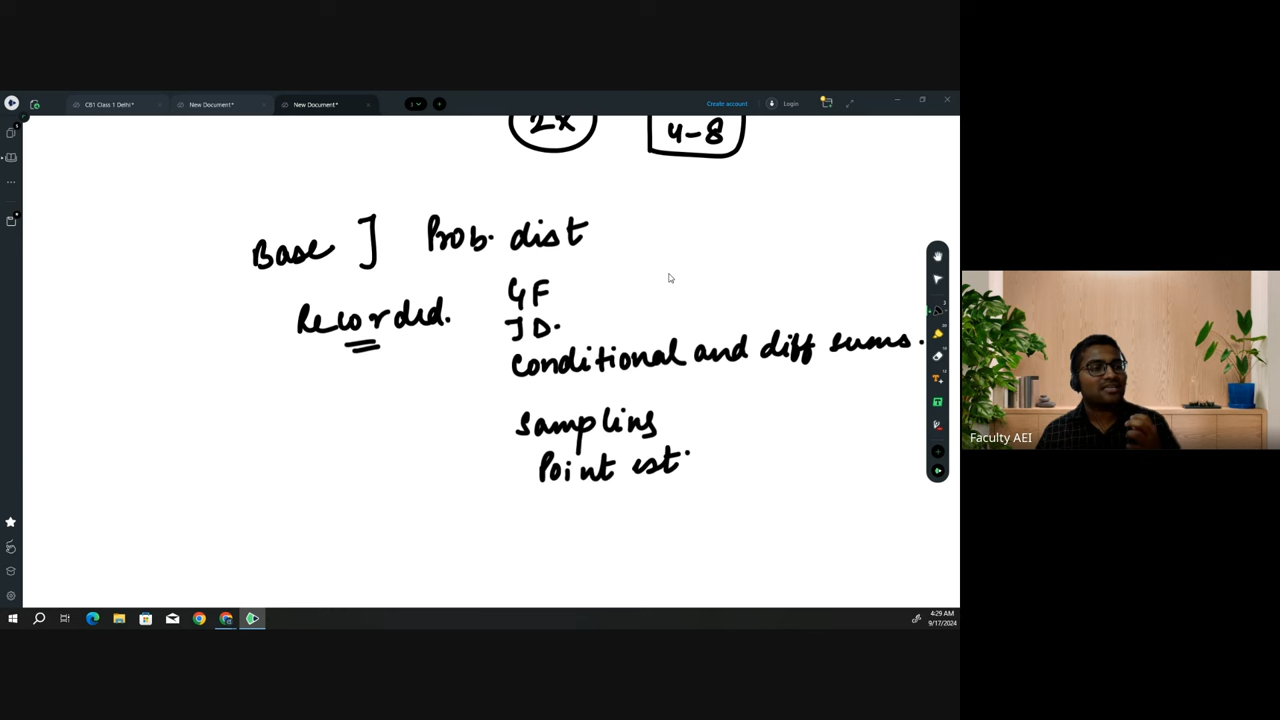 CB1 Class 1 Delhi*
New Document*
New Document*
1
Create account
Login
2x
4-8
Base ] Prob. dist
Recorded.
GF
JD.
Conditional and diff sums.
Sampling
Point est.
Faculty AEI
4:29 AM
9/17/2024